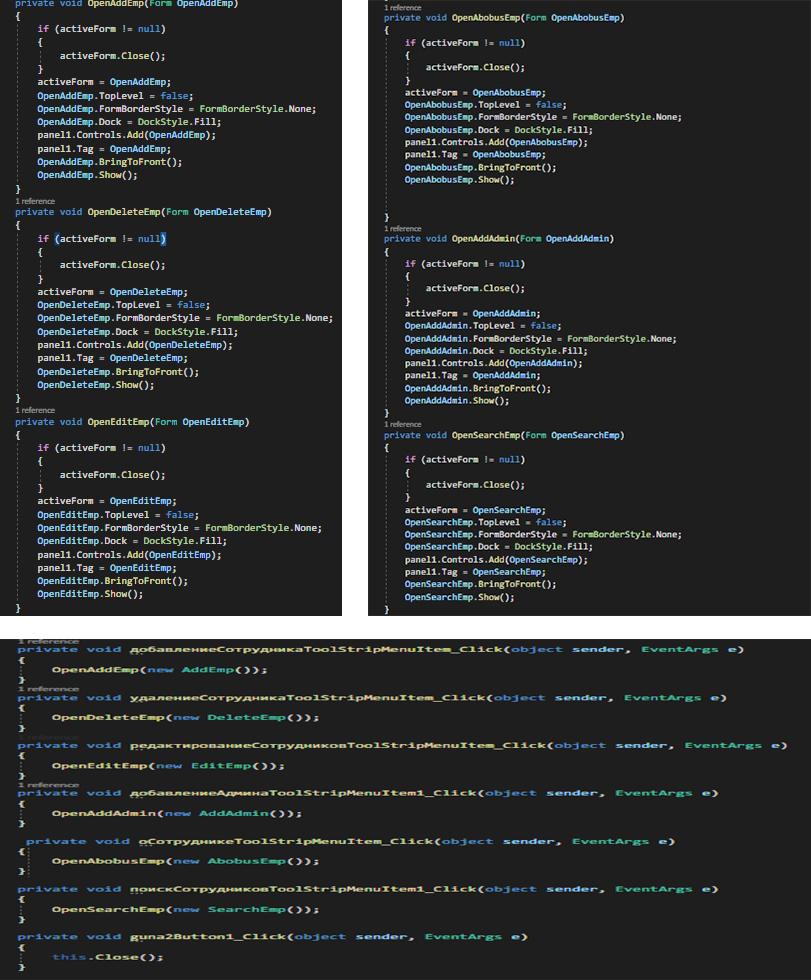 private void OpenAddEmp(Form OpenAddEmp)
{
if (activeForm != null)
{
activeForm.Close();
}
activeForm = OpenAddEmp;
OpenAddEmp.TopLevel = false;
OpenAddEmp.FormBorderStyle = FormBorderStyle.None;
OpenAddEmp.Dock = DockStyle.Fill;
panel1.Controls.Add(OpenAddEmp);
panel1.Tag = OpenAddEmp;
OpenAddEmp.BringToFront();
OpenAddEmp.Show();
}
1 reference
private void OpenDeleteEmp(Form OpenDeleteEmp)
{
if (activeForm != null)
{
activeForm.Close();
}
activeForm = OpenDeleteEmp;
OpenDeleteEmp.TopLevel = false;
OpenDeleteEmp.FormBorderStyle = FormBorderStyle.None;
OpenDeleteEmp.Dock = DockStyle.Fill;
panel1.Controls.Add(OpenDeleteEmp);
panel1.Tag = OpenDeleteEmp;
OpenDeleteEmp.BringToFront();
OpenDeleteEmp.Show();
}
1 reference
private void OpenEditEmp(Form OpenEditEmp)
{
if (activeForm != null)
{
activeForm.Close();
}
activeForm = OpenEditEmp;
OpenEditEmp.TopLevel = false;
OpenEditEmp.FormBorderStyle = FormBorderStyle.None;
OpenEditEmp.Dock = DockStyle.Fill;
panel1.Controls.Add(OpenEditEmp);
panel1.Tag = OpenEditEmp;
OpenEditEmp.BringToFront();
OpenEditEmp.Show();
}
1 reference
private void OpenAbobusEmp(Form OpenAbobusEmp)
{
if (activeForm != null)
{
activeForm.Close();
}
activeForm = OpenAbobusEmp;
OpenAbobusEmp.TopLevel = false;
OpenAbobusEmp.FormBorderStyle = FormBorderStyle.None;
OpenAbobusEmp.Dock = DockStyle.Fill;
panel1.Controls.Add(OpenAbobusEmp);
panel1.Tag = OpenAbobusEmp;
OpenAbobusEmp.BringToFront();
OpenAbobusEmp.Show();
}
1 reference
private void OpenAddAdmin(Form OpenAddAdmin)
{
if (activeForm != null)
{
activeForm.Close();
}
activeForm = OpenAddAdmin;
OpenAddAdmin.TopLevel = false;
OpenAddAdmin.FormBorderStyle = FormBorderStyle.None;
OpenAddAdmin.Dock = DockStyle.Fill;
panel1.Controls.Add(OpenAddAdmin);
panel1.Tag = OpenAddAdmin;
OpenAddAdmin.BringToFront();
OpenAddAdmin.Show();
}
1 reference
private void OpenSearchEmp(Form OpenSearchEmp)
{
if (activeForm != null)
{
activeForm.Close();
}
activeForm = OpenSearchEmp;
OpenSearchEmp.TopLevel = false;
OpenSearchEmp.FormBorderStyle = FormBorderStyle.None;
OpenSearchEmp.Dock = DockStyle.Fill;
panel1.Controls.Add(OpenSearchEmp);
panel1.Tag = OpenSearchEmp;
OpenSearchEmp.BringToFront();
OpenSearchEmp.Show();
}
1 reference
private void добавлениеСотрудникаToolStripMenuItem_Click(object sender, EventArgs e)
{
OpenAddEmp(new AddEmp());
}
1 reference
private void удалениеСотрудникаToolStripMenuItem_Click(object sender, EventArgs e)
{
OpenDeleteEmp(new DeleteEmp());
}
1 reference
private void редактированиеСотрудниковToolStripMenuItem_Click(object sender, EventArgs e)
{
OpenEditEmp(new EditEmp());
}
1 reference
private void добавлениеАдминаToolStripMenuItem1_Click(object sender, EventArgs e)
{
OpenAddAdmin(new AddAdmin());
}
private void оСотрудникеToolStripMenuItem_Click(object sender, EventArgs e)
{
OpenAbobusEmp(new AbobusEmp());
}
private void поискСотрудниковToolStripMenuItem1_Click(object sender, EventArgs e)
{
OpenSearchEmp(new SearchEmp());
}
private void guna2Button1_Click(object sender, EventArgs e)
{
this.Close();
}